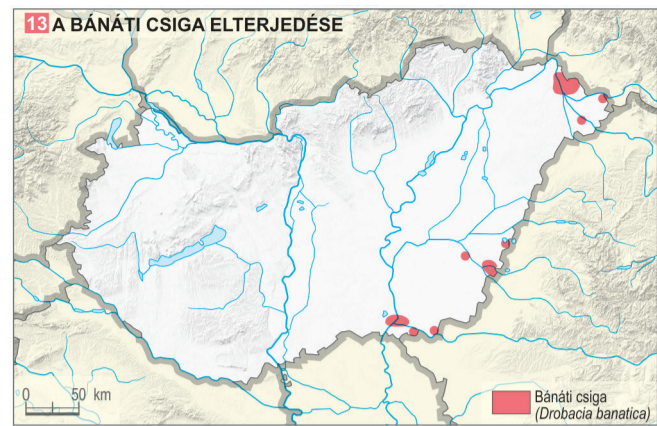 13 A BÁNÁTI CSIGA ELTERJEDÉSE
0 50 km
Bánáti csiga
(Drobacia banatica)